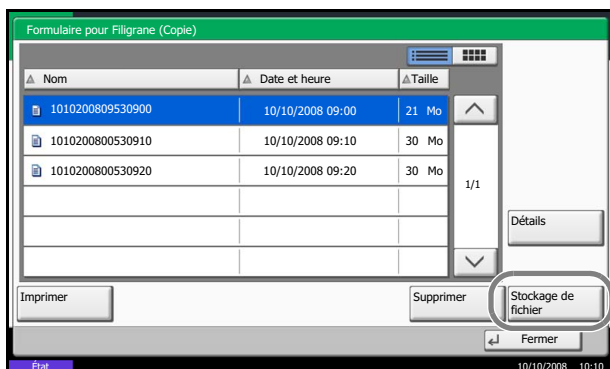 Formulaire pour Filigrane (Copie)
Nom Date et heure Taille
1010200809530900 10/10/2008 09:00 21 Mo
1010200800530910 10/10/2008 09:10 30 Mo
1010200800530920 10/10/2008 09:20 30 Mo
1/1
Détails
Imprimer Supprimer Stockage de
fichier
Fermer
État 10/10/2008 10:10